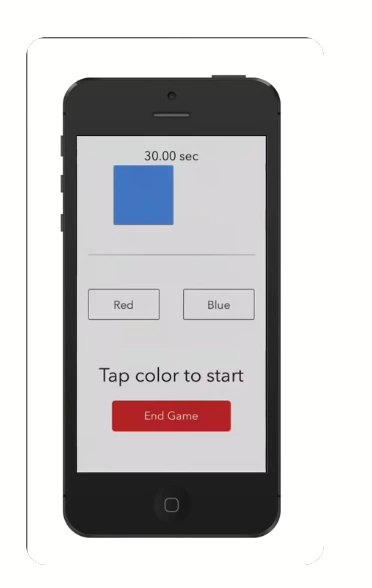 30.00 sec
Red
Blue
Tap color to start
End Game